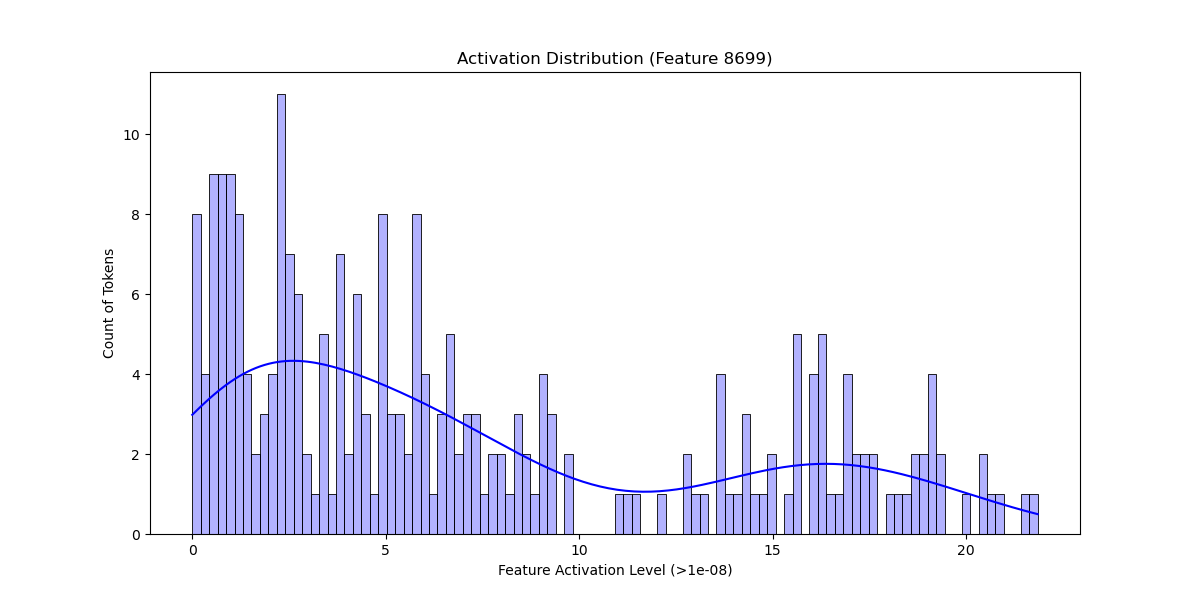 Activation Distribution (Feature 8699)
10
8
6
4
2
0
Count of Tokens
0 5 10 15 20
Feature Activation Level (>1e-08)